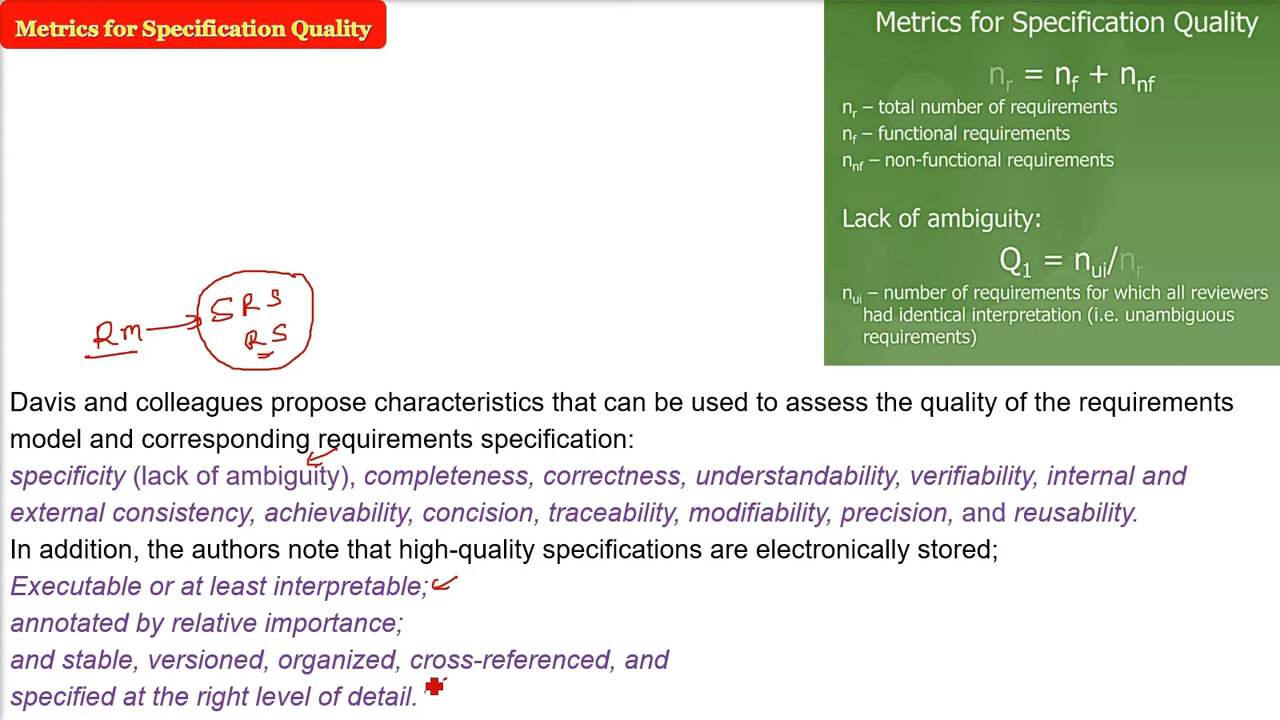 Metrics for Specification Quality
Metrics for Specification Quality
nr = nf + nnf
nr – total number of requirements
nf – functional requirements
nnf – non-functional requirements
Lack of ambiguity:
Q1 = nui/nr
nui – number of requirements for which all reviewers
had identical interpretation (i.e. unambiguous
requirements)
SRS
Rm
RS
Davis and colleagues propose characteristics that can be used to assess the quality of the requirements
model and corresponding requirements specification:
specificity (lack of ambiguity), completeness, correctness, understandability, verifiability, internal and
external consistency, achievability, concision, traceability, modifiability, precision, and reusability.
In addition, the authors note that high-quality specifications are electronically stored;
Executable or at least interpretable;
annotated by relative importance;
and stable, versioned, organized, cross-referenced, and
specified at the right level of detail.